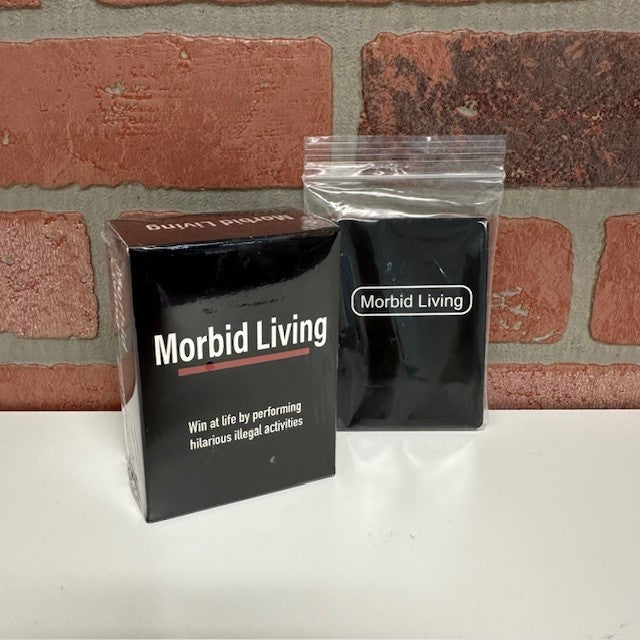 Morbid Living
Morbid Living
Win at life by performing
hilarious illegal activities
Morbid Living